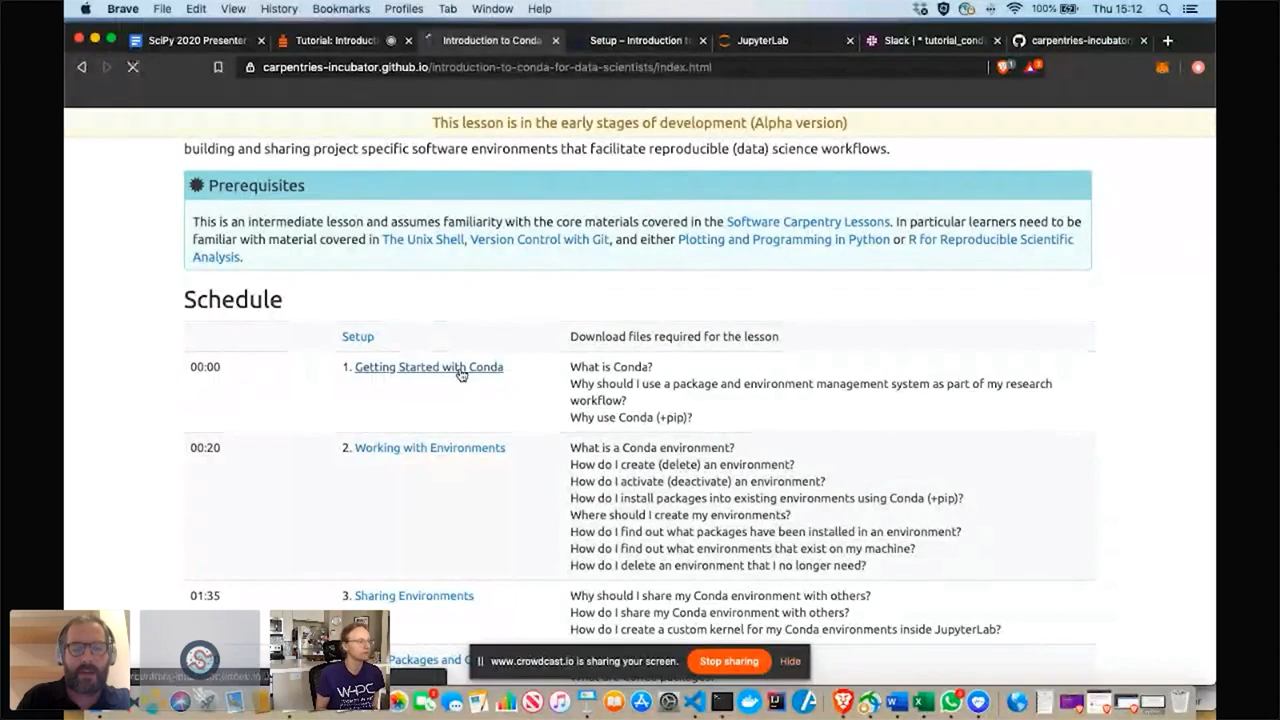 Brave File Edit View History Bookmarks Profiles Tab Window Help 100% Thu 15:12
SciPy 2020 Presenter Tutorial: Introducti Introduction to Conda Setup – Introduction t JupyterLab Slack | * tutorial_cond carpentries-incubator
carpentries-incubator.github.io/introduction-to-conda-for-data-scientists/index.html
This lesson is in the early stages of development (Alpha version)
building and sharing project specific software environments that facilitate reproducible (data) science workflows.
Prerequisites
This is an intermediate lesson and assumes familiarity with the core materials covered in the Software Carpentry Lessons. In particular learners need to be
familiar with material covered in The Unix Shell, Version Control with Git, and either Plotting and Programming in Python or R for Reproducible Scientific
Analysis.
Schedule
Setup Download files required for the lesson
00:00 1. Getting Started with Conda What is Conda?
Why should I use a package and environment management system as part of my research
workflow?
Why use Conda (+pip)?
00:20 2. Working with Environments What is a Conda environment?
How do I create (delete) an environment?
How do I activate (deactivate) an environment?
How do I install packages into existing environments using Conda (+pip)?
Where should I create my environments?
How do I find out what packages have been installed in an environment?
How do I find out what environments that exist on my machine?
How do I delete an environment that I no longer need?
01:35 3. Sharing Environments Why should I share my Conda environment with others?
How do I share my Conda environment with others?
How do I create a custom kernel for my Conda environments inside JupyterLab?
Packages and C
www.crowdcast.io is sharing your screen. Stop sharing Hide